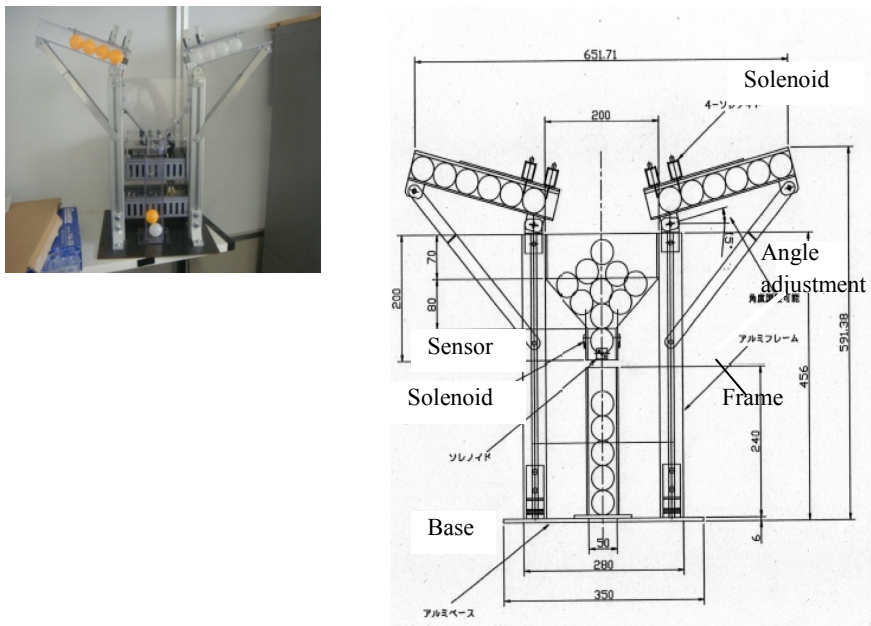 651.71
Solenoid
4-ソレノイド
200
15°
Angle
adjustment
角度調整可能
70
200
80
Sensor
アルミフレーム
591.38
456
Solenoid
Frame
ソレノイド
240
Base
50
6
280
350
アルミベース